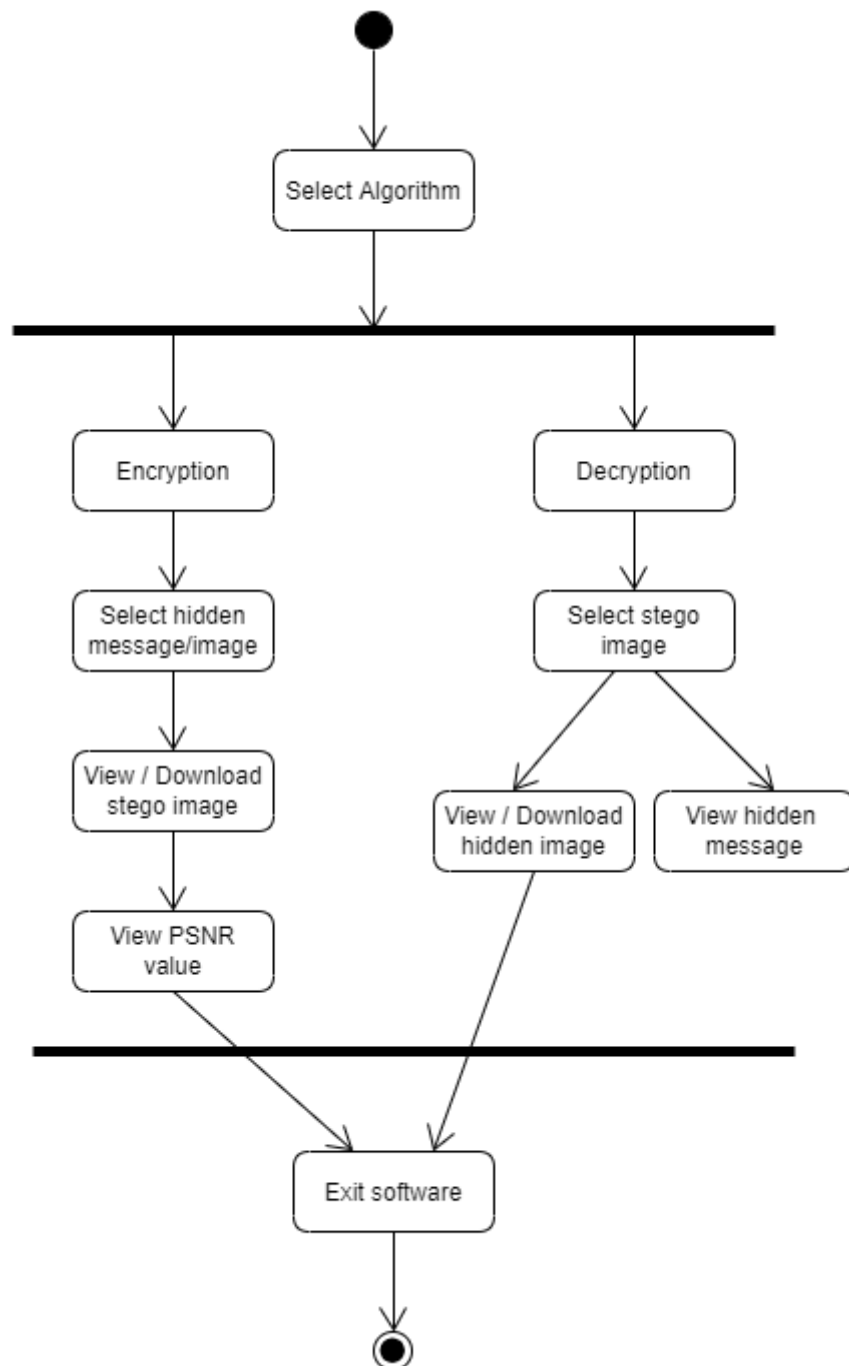 Select Algorithm
Encryption
Decryption
Select hidden
message/image
Select stego
image
View / Download
stego image
View / Download
hidden image
View hidden
message
View PSNR
value
Exit software